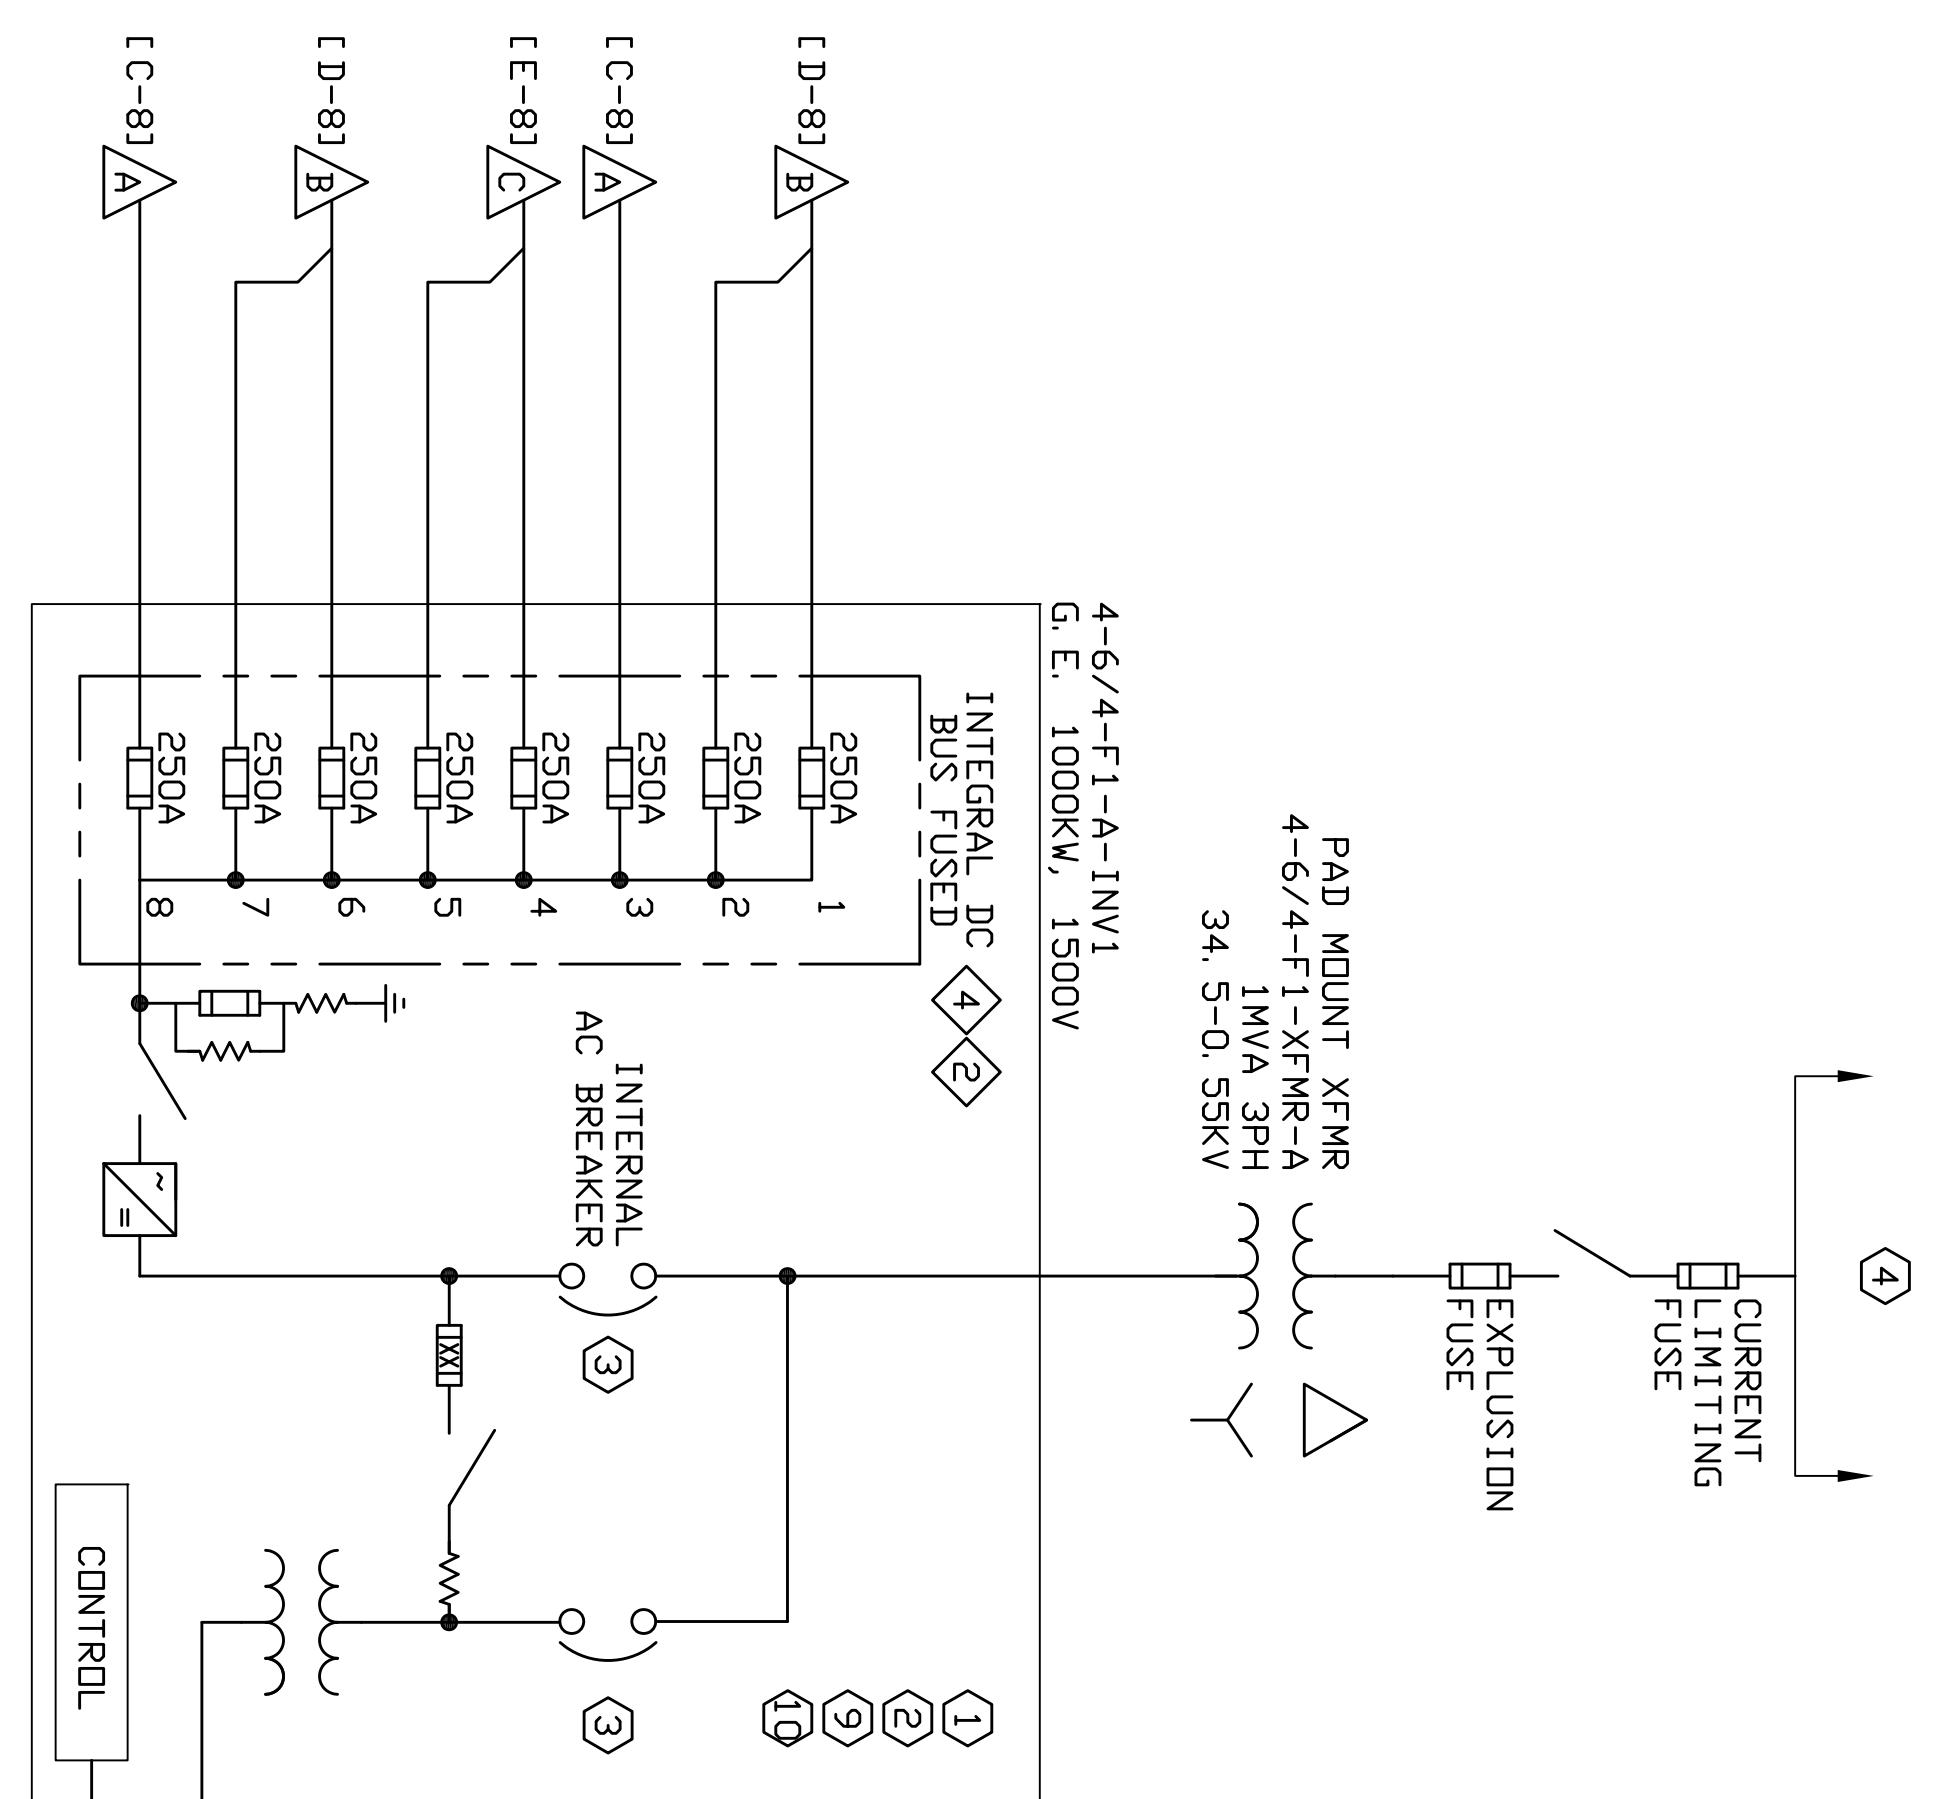 4
CURRENT
LIMITING
FUSE
EXPLUSION
FUSE
PAD MOUNT XFMR
4-6/4-F1-XFMR-A
1MVA 3PH
34.5-0.55KV
4-6/4-F1-A-INV1
G.E. 1000KW, 1500V
INTEGRAL DC
BUS FUSED
4
2
1
2
9
10
[D-8]
B
[C-8]
A
[E-8]
C
[D-8]
B
[C-8]
A
250A
1
250A
2
250A
3
250A
4
250A
5
250A
6
250A
7
250A
8
INTERNAL
AC BREAKER
3
3
XX
~
=
CONTROL